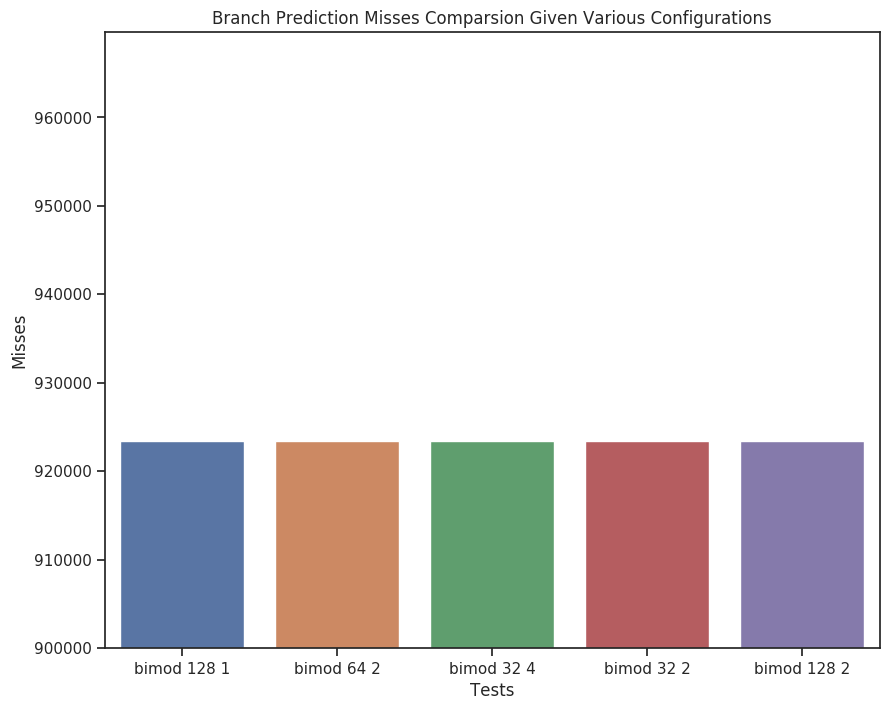 Branch Prediction Misses Comparsion Given Various Configurations
960000
950000
940000
930000
920000
910000
900000
Misses
bimod 128 1
bimod 64 2
bimod 32 4
bimod 32 2
bimod 128 2
Tests